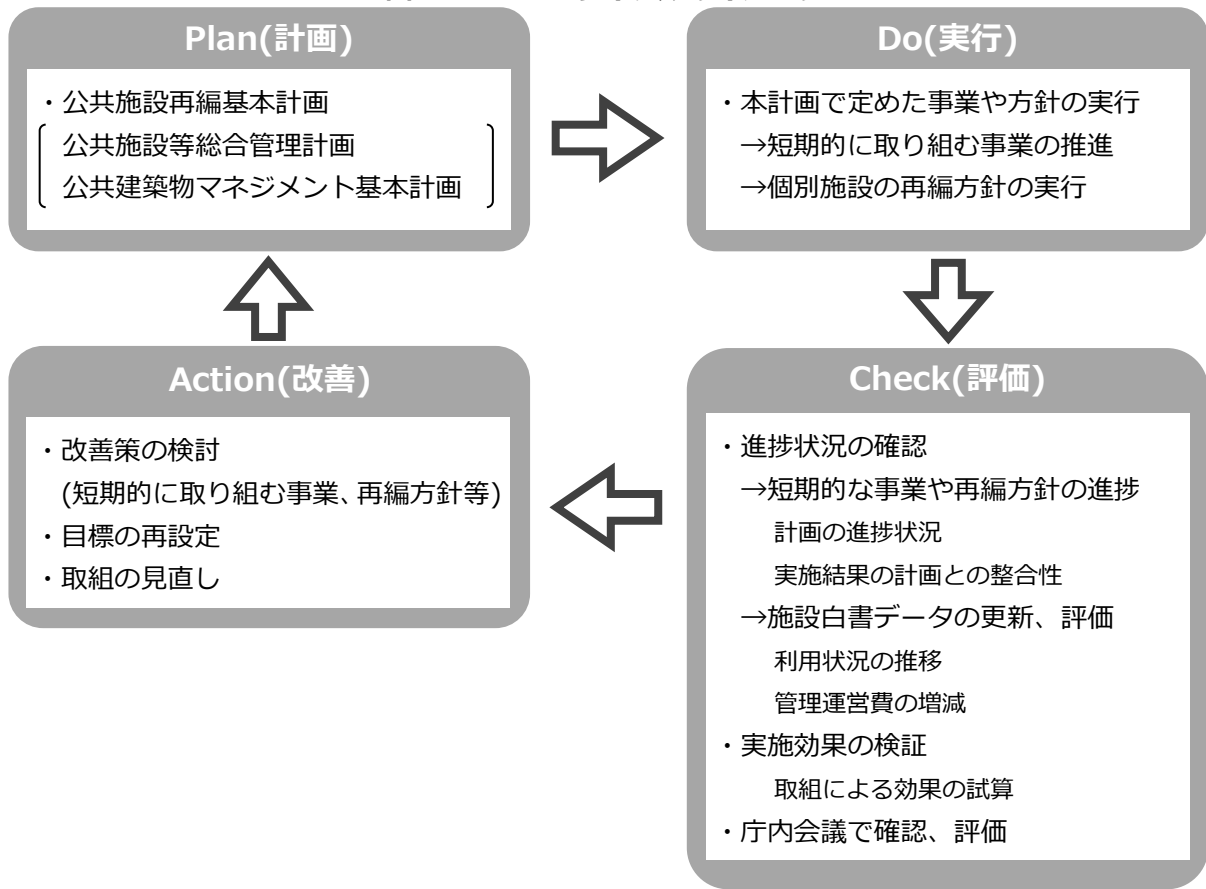 Plan(計画)
・公共施設再編基本計画
公共施設等総合管理計画
公共建築物マネジメント基本計画
Do(実行)
・本計画で定めた事業や方針の実行
→短期的に取り組む事業の推進
→個別施設の再編方針の実行
Check(評価)
・進捗状況の確認
→短期的な事業や再編方針の進捗
計画の進捗状況
実施結果の計画との整合性
→施設白書データの更新、評価
利用状況の推移
管理運営費の増減
・実施効果の検証
取組による効果の試算
・庁内会議で確認、評価
Action(改善)
・改善策の検討
(短期的に取り組む事業、再編方針等)
・目標の再設定
・取組の見直し